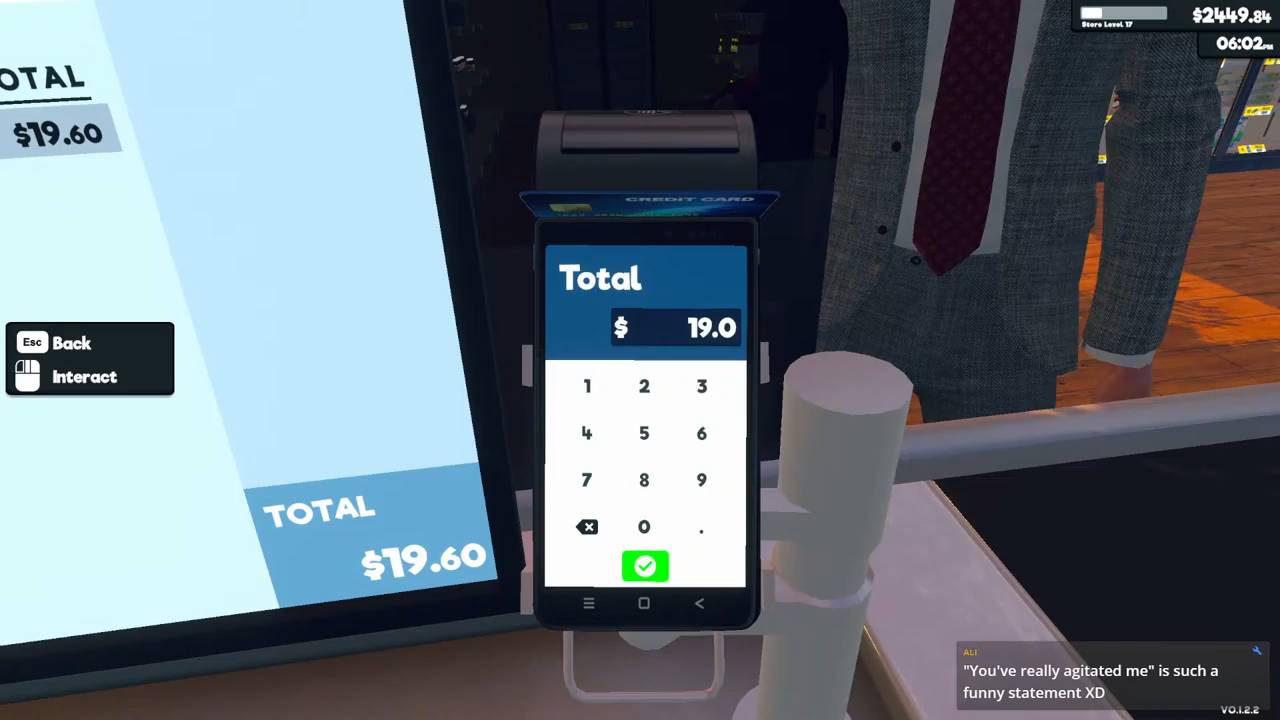 $2449.84
Store Level 17
06:02PM
OTAL
$19.60
CREDIT CARD
Total
$ 19.0
Esc Back
Interact
1 2 3
4 5 6
7 8 9
0 .
TOTAL
$19.60
ALI
"You've really agitated me" is such a
funny statement XD
V0.1.2.2